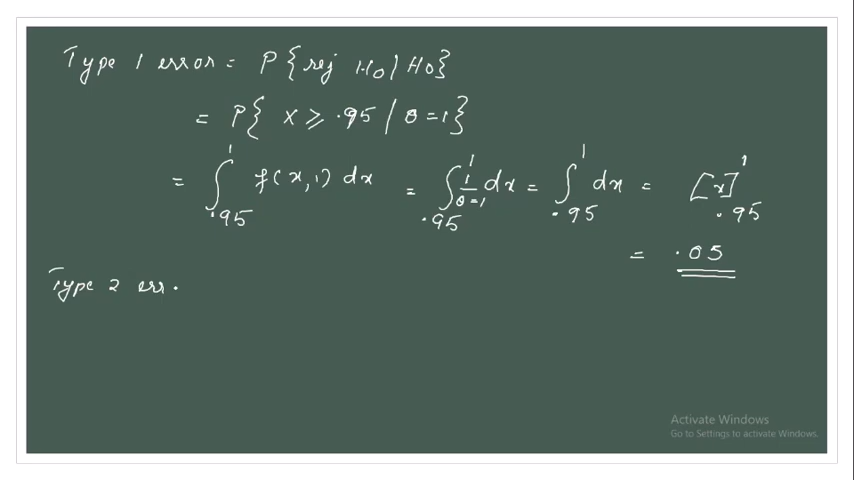 Type 1 error = P{rej H0 / H0}
= P{ X ≥ .95 / θ = 1}
= ∫.95^1 f(x,1) dx = ∫.95^1 1/θ=1 dx = ∫.95^1 dx = [x].95^1
= .05
Type 2 err.
Activate Windows
Go to Settings to activate Windows.